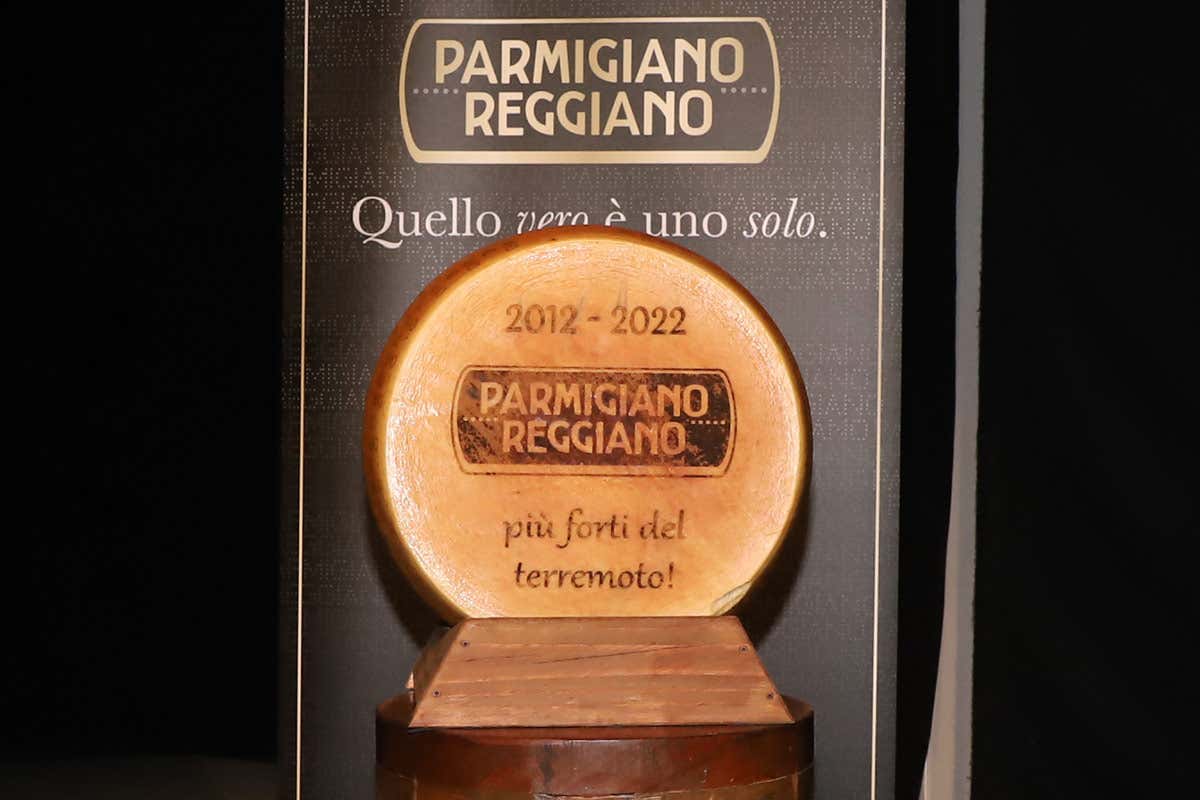 PARMIGIANO
REGGIANO
Quello vero è uno solo.
2012 - 2022
PARMIGIANO
REGGIANO
più forti del
terremoto!